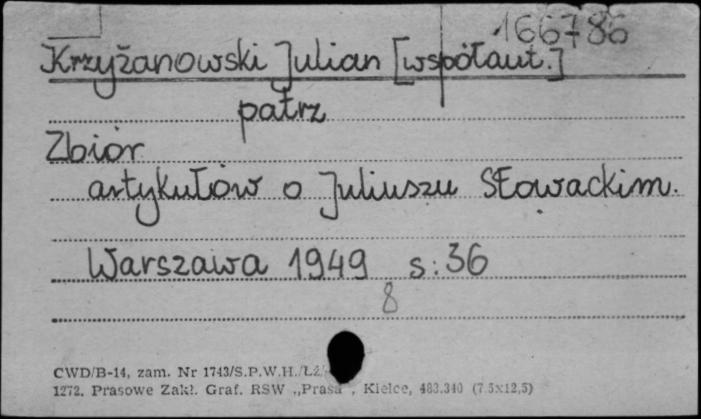 166786
Krzyżanowski Julian [współaut.]
patrz
Zbiór
artykułów o Juliuszu Słowackim.
Warszawa 1949 s. 36
8
CWD/B-14, zam. Nr 1743/S.P.W.H./Łź/
1272. Prasowe Zakł. Graf. RSW „Prasa”, Kielce, 483.340 (7.5x12,5)